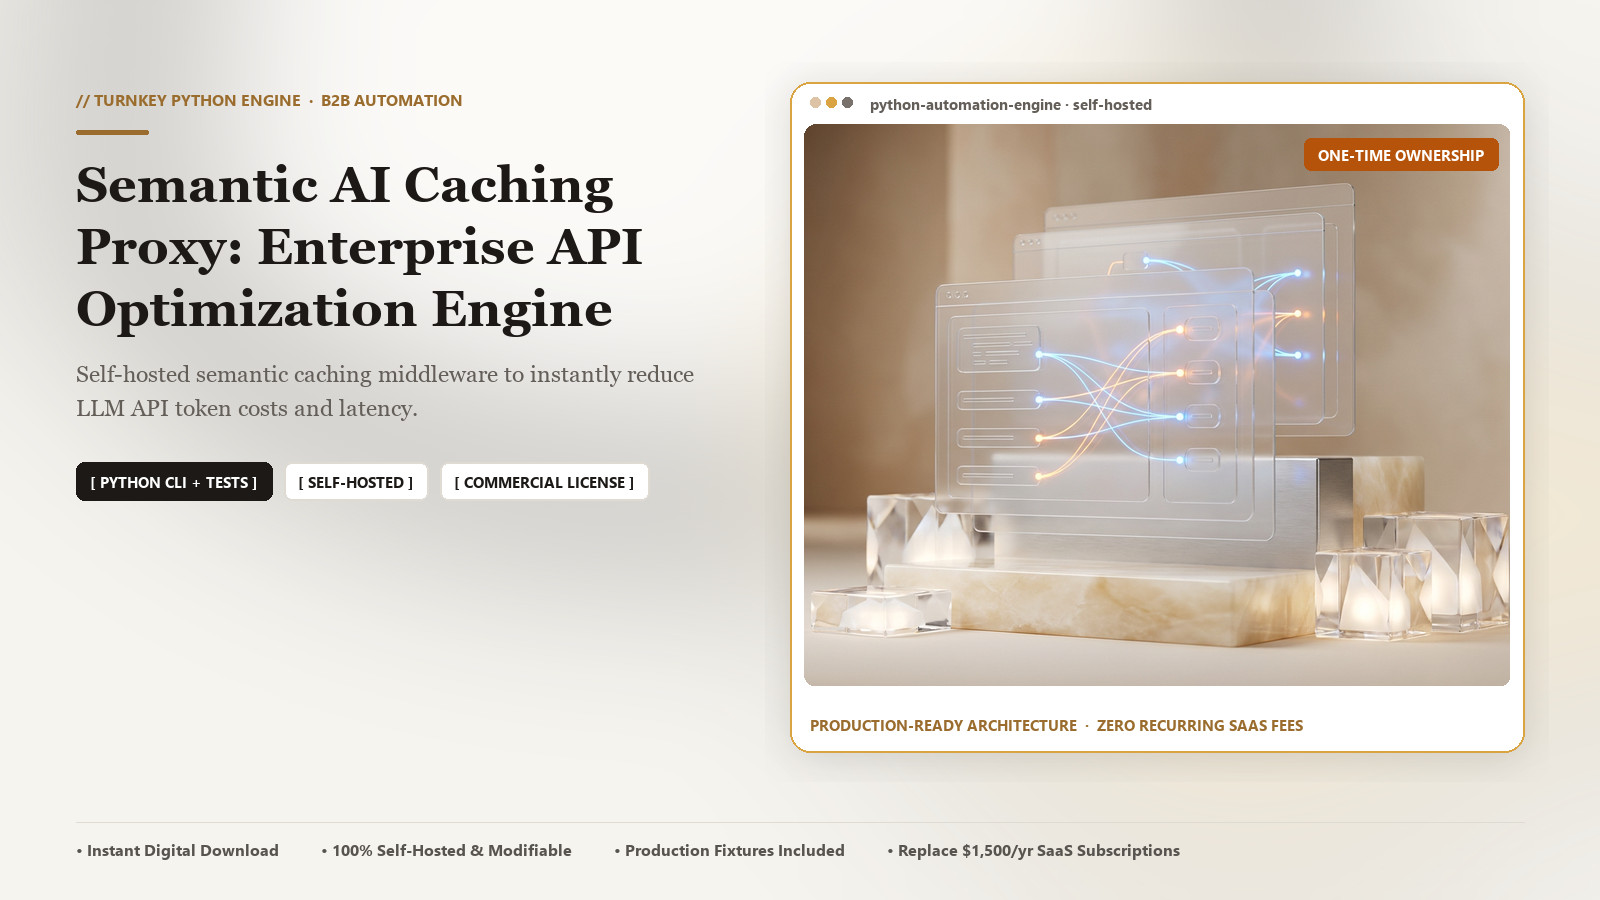 // TURNKEY PYTHON ENGINE · B2B AUTOMATION
Semantic AI Caching
Proxy: Enterprise API
Optimization Engine
Self-hosted semantic caching middleware to instantly reduce
LLM API token costs and latency.
[ PYTHON CLI + TESTS ]
[ SELF-HOSTED ]
[ COMMERCIAL LICENSE ]
python-automation-engine · self-hosted
ONE-TIME OWNERSHIP
PRODUCTION-READY ARCHITECTURE · ZERO RECURRING SAAS FEES
• Instant Digital Download
• 100% Self-Hosted & Modifiable
• Production Fixtures Included
• Replace $1,500/yr SaaS Subscriptions